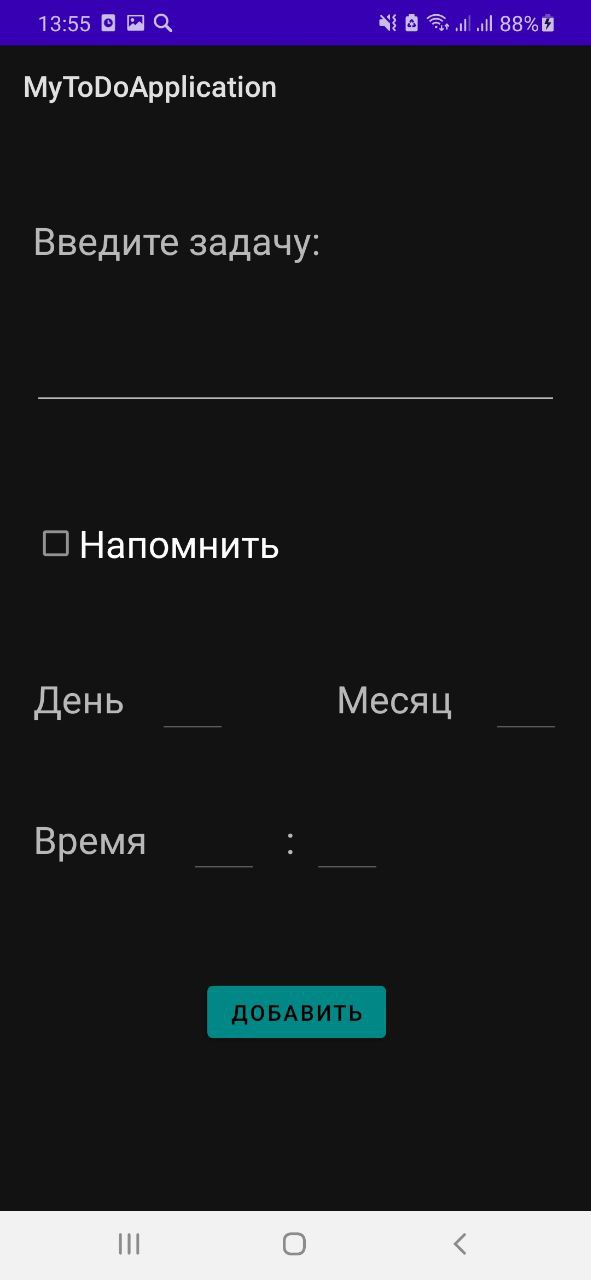 13:55 88%
MyToDoApplication
Введите задачу:
Напомнить
День Месяц
Время :
ДОБАВИТЬ